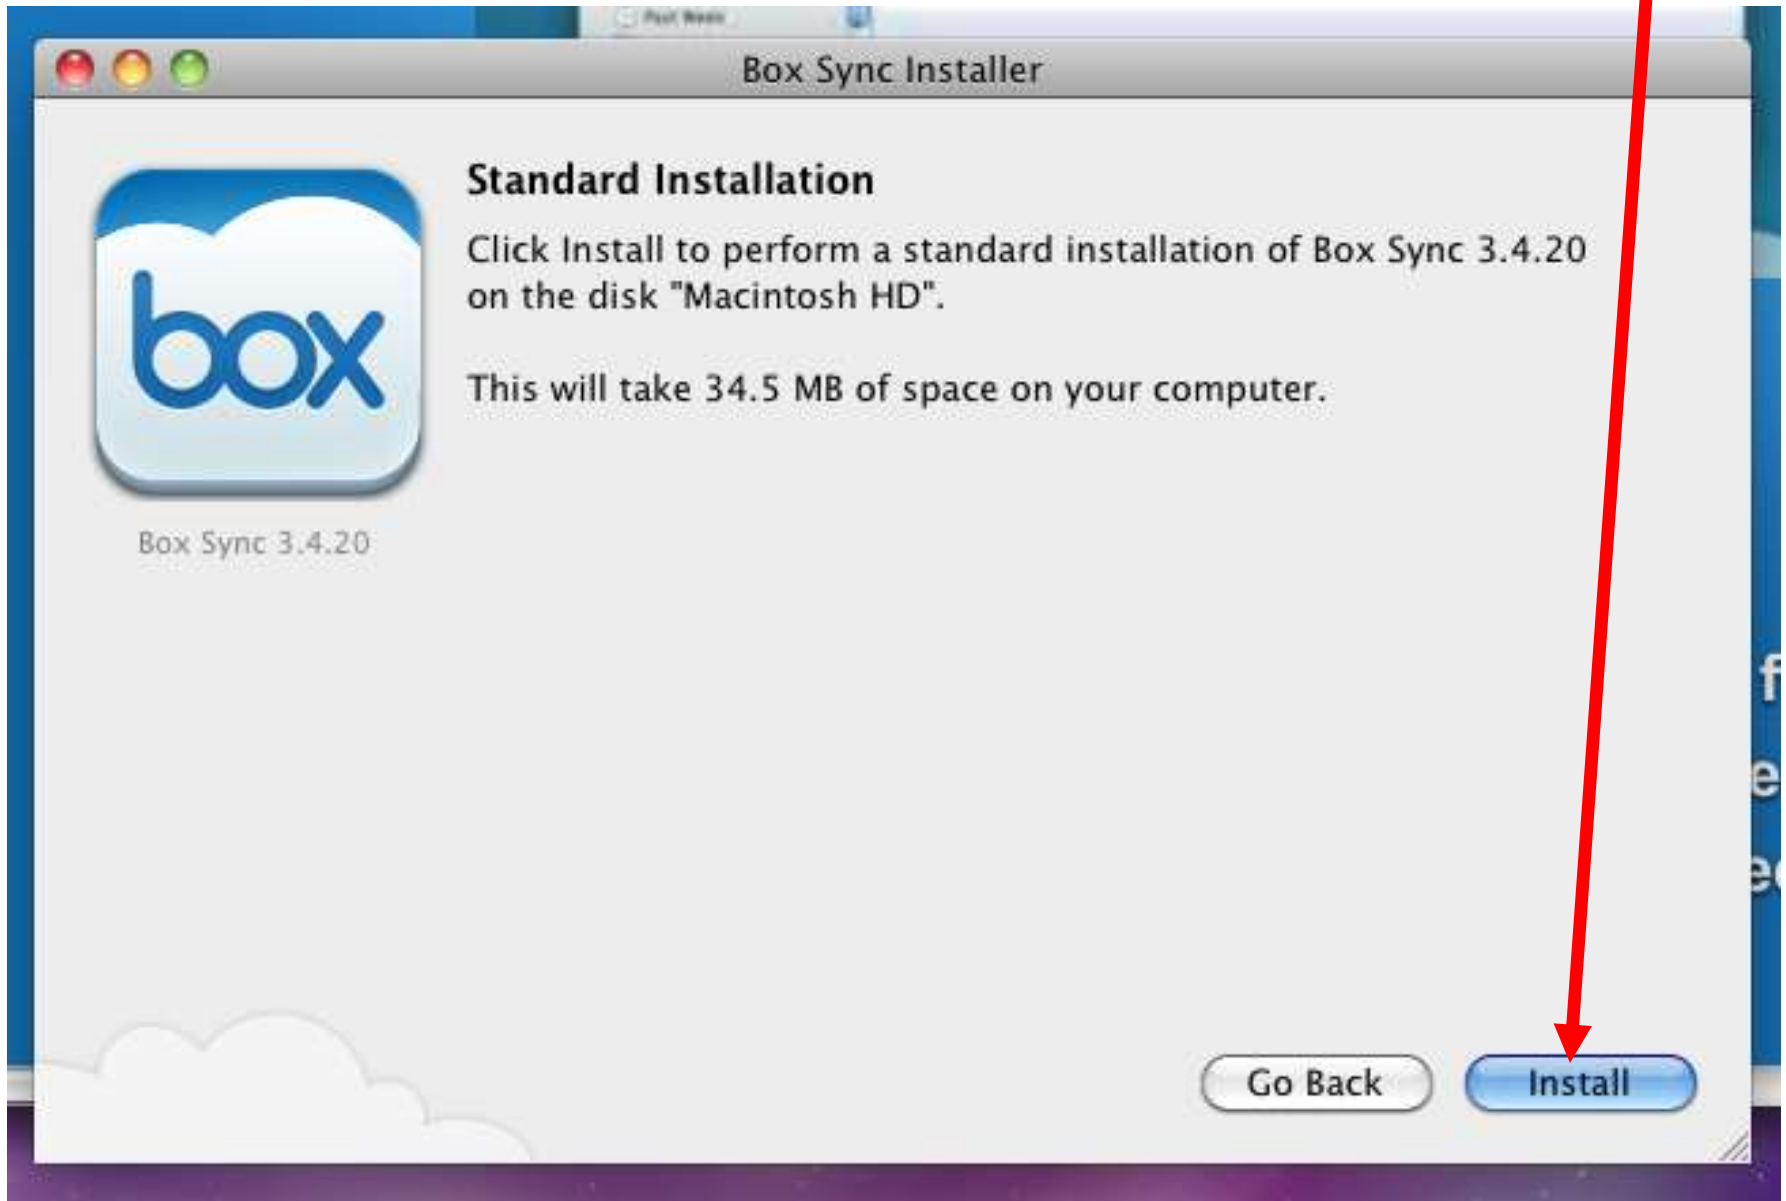 Past Week
Box Sync Installer
Standard Installation
Click Install to perform a standard installation of Box Sync 3.4.20
on the disk "Macintosh HD".
This will take 34.5 MB of space on your computer.
box
Box Sync 3.4.20
f
e
Go Back
Install